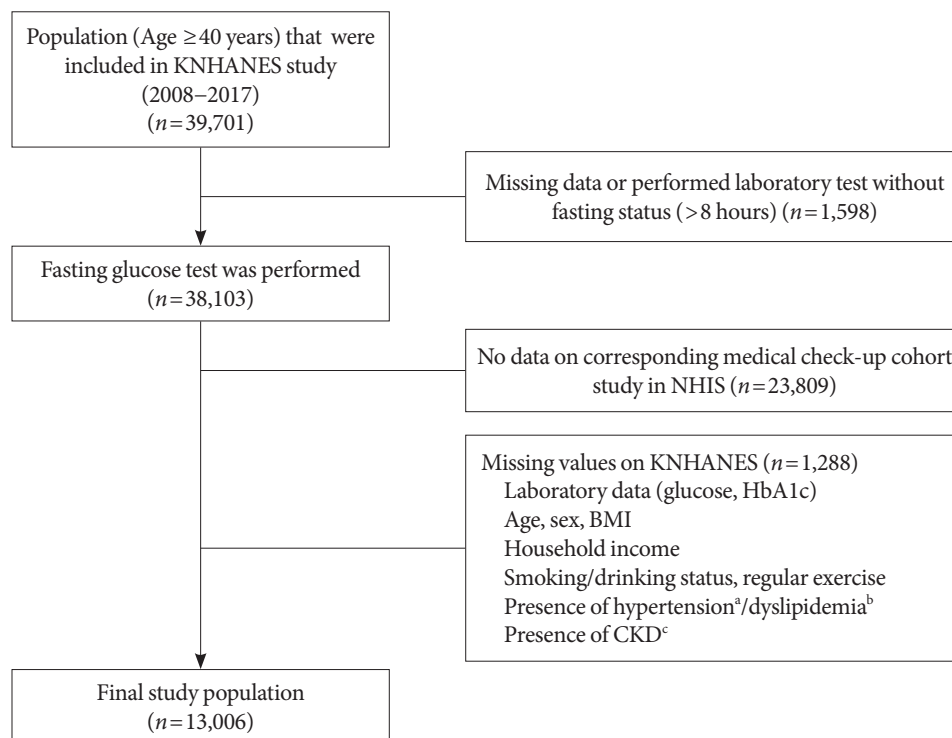 Population (Age ≥40 years) that were
included in KNHANES study
(2008–2017)
(n=39,701)
Missing data or performed laboratory test without
fasting status (>8 hours) (n=1,598)
Fasting glucose test was performed
(n=38,103)
No data on corresponding medical check-up cohort
study in NHIS (n=23,809)
Missing values on KNHANES (n=1,288)
Laboratory data (glucose, HbA1c)
Age, sex, BMI
Household income
Smoking/drinking status, regular exercise
Presence of hypertensionᵃ/dyslipidemiaᵇ
Presence of CKDᶜ
Final study population
(n=13,006)